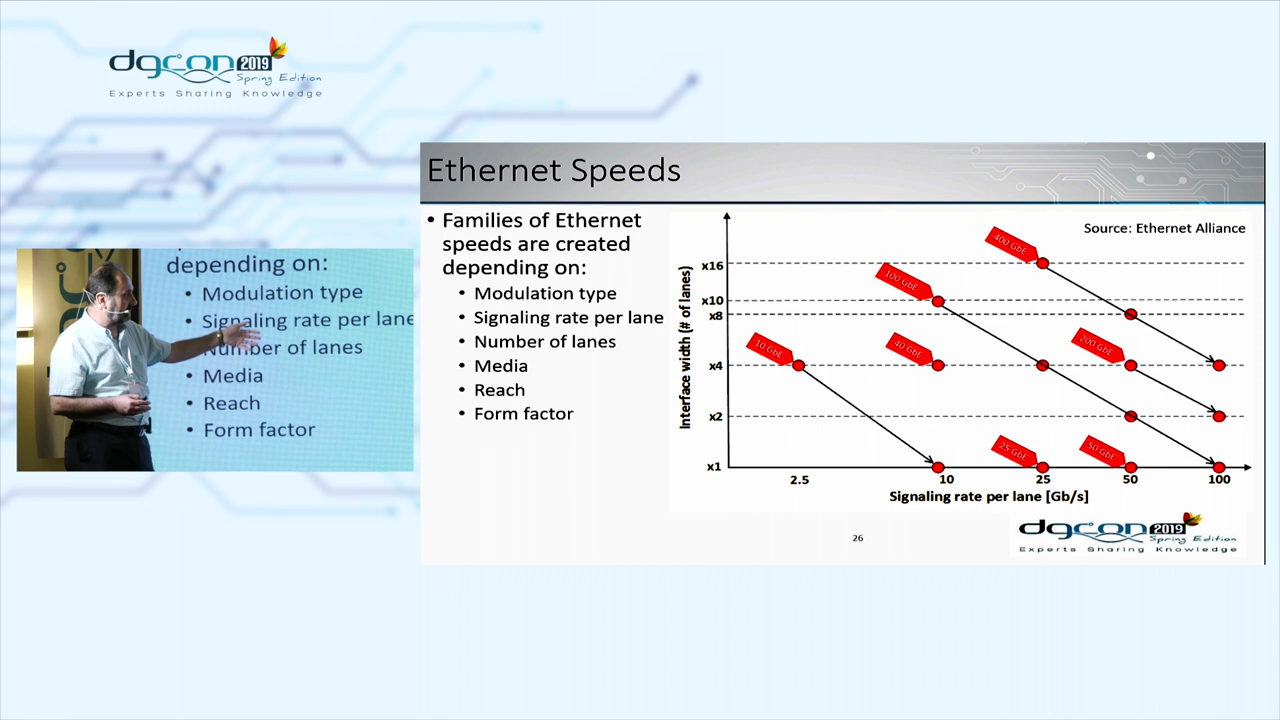 dgcon 2019
Spring Edition
Experts Sharing Knowledge
Ethernet Speeds
• Families of Ethernet
speeds are created
depending on:
• Modulation type
• Signaling rate per lane
• Number of lanes
• Media
• Reach
• Form factor
Source: Ethernet Alliance
Interface width (# of lanes)
x16
x10
x8
x4
x2
x1
400 GbE
100 GbE
200 GbE
10 GbE
40 GbE
25 GbE
50 GbE
2.5
10
25
50
100
Signaling rate per lane [Gb/s]
26
dgcon 2019
Spring Edition
Experts Sharing Knowledge
depending on:
• Modulation type
• Signaling rate per lane
Number of lanes
• Media
• Reach
• Form factor